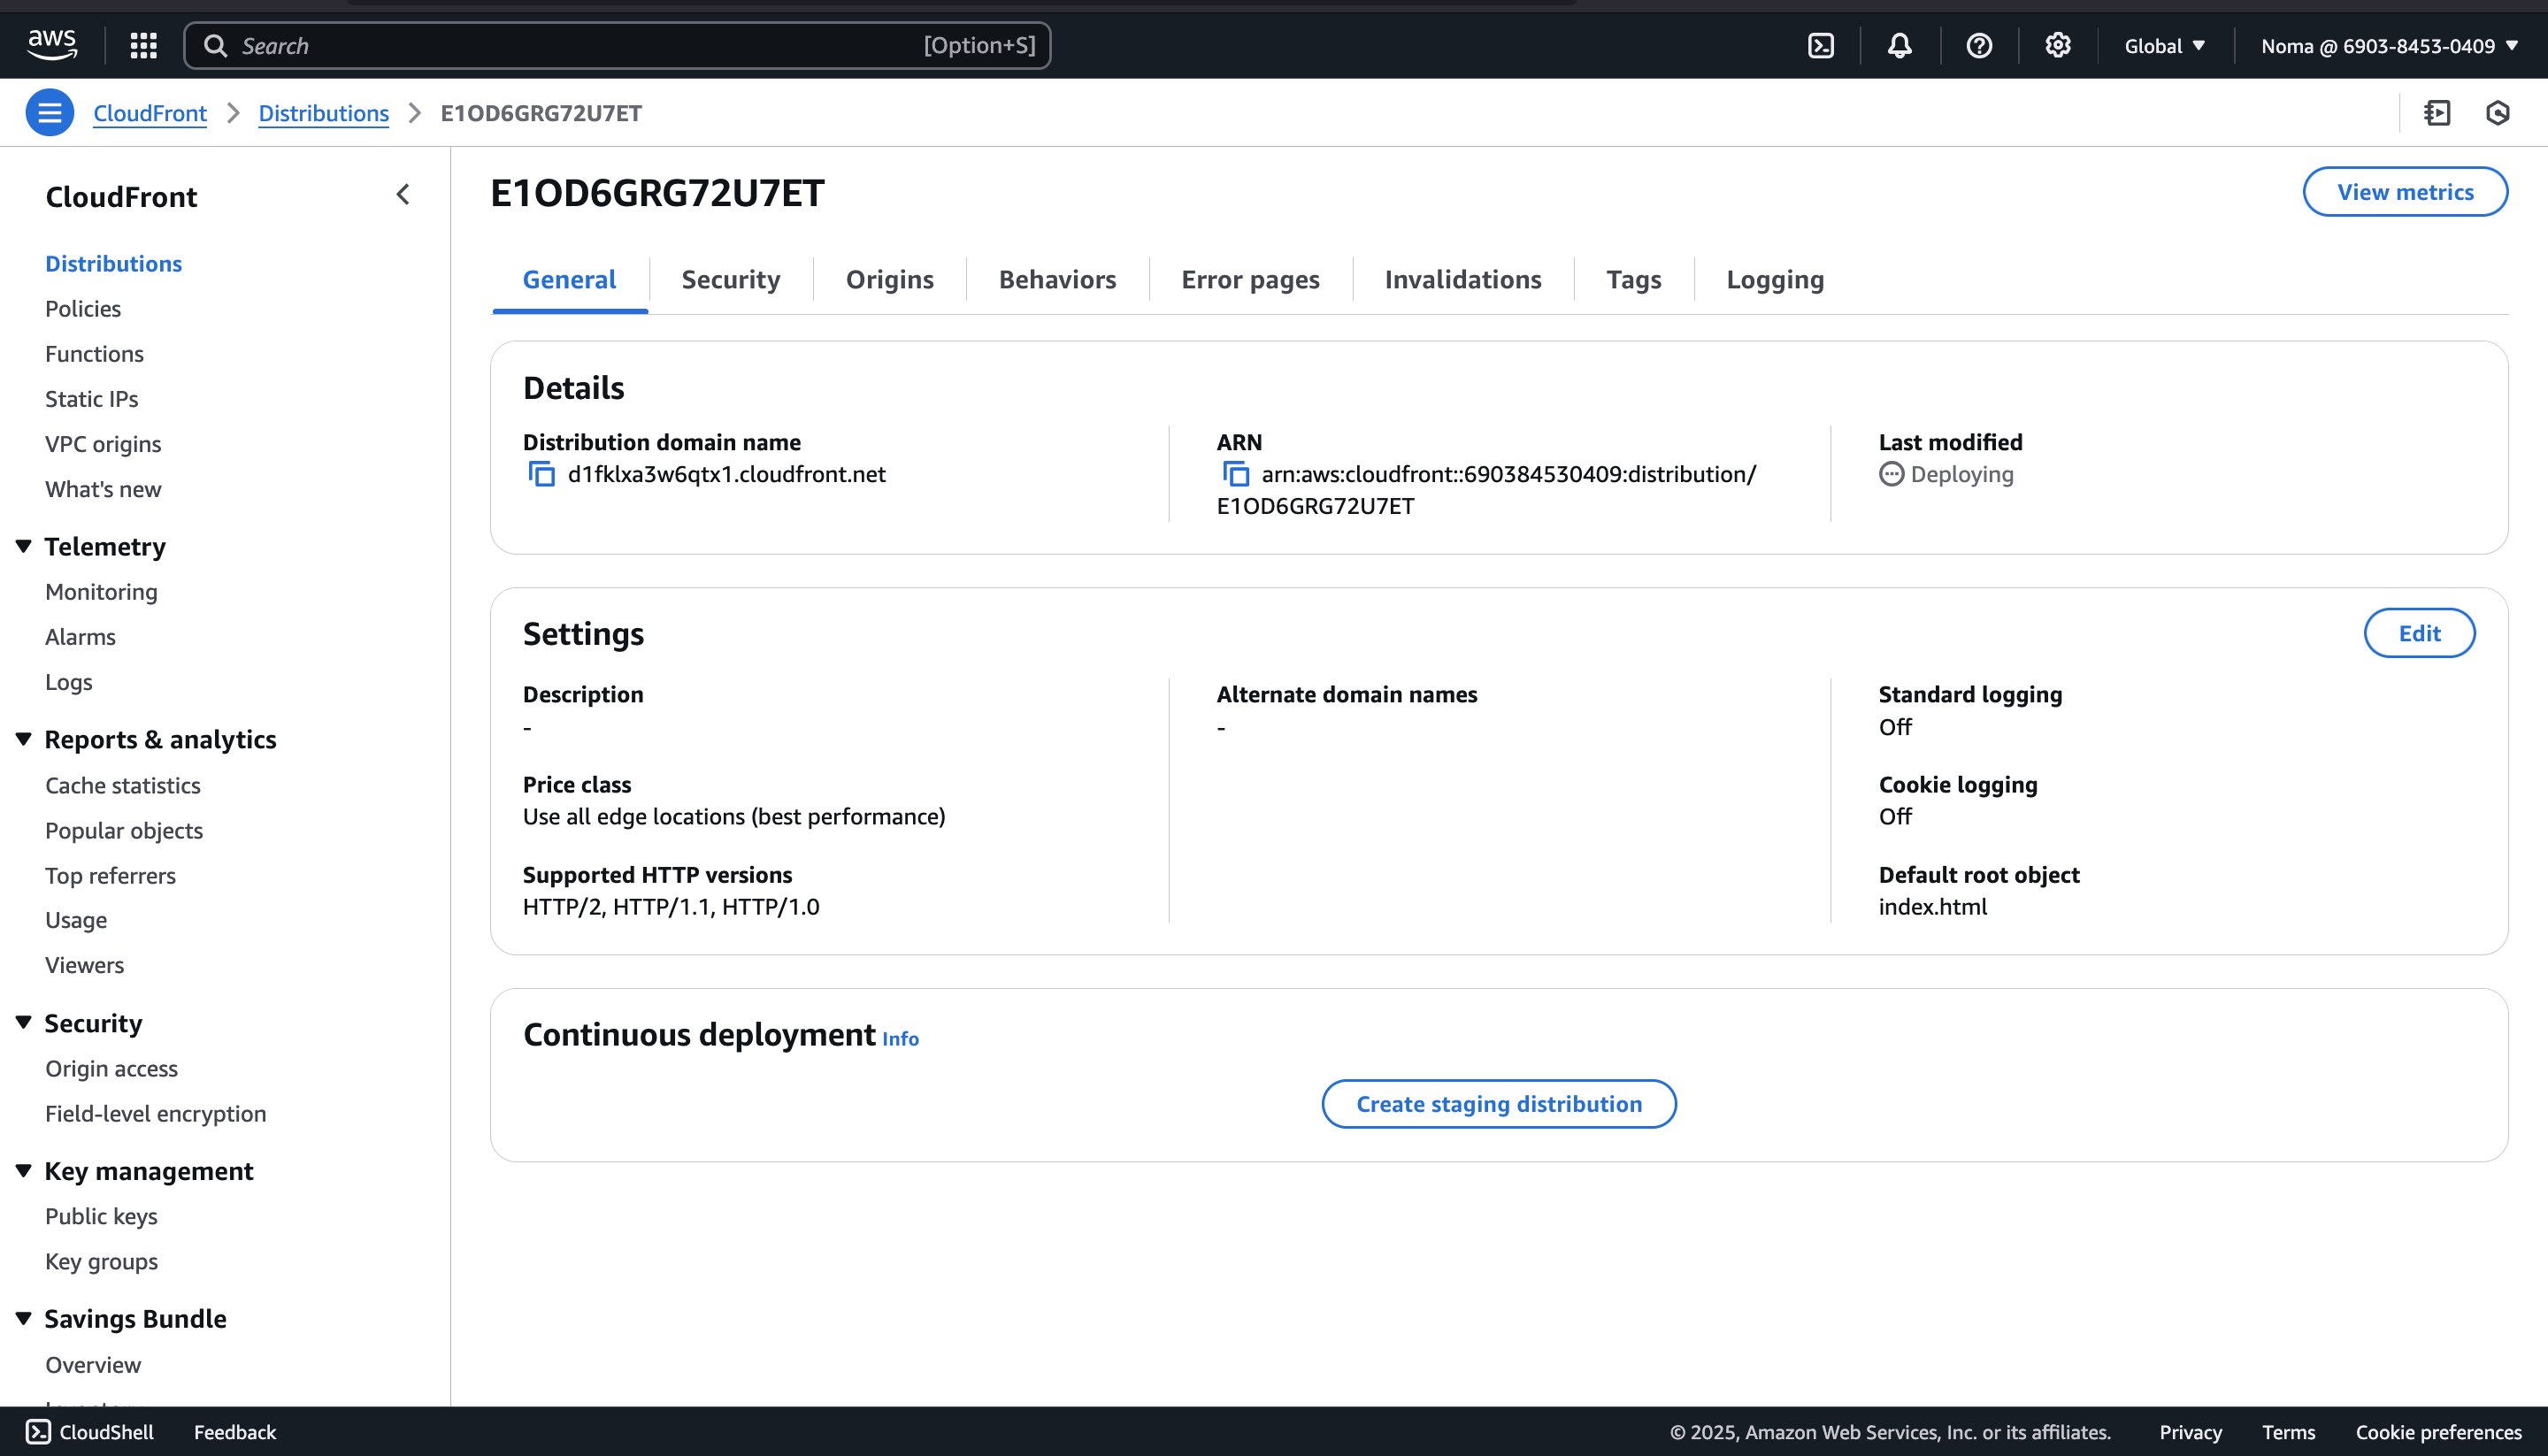 aws
Search
[Option+S]
Global
Noma @ 6903-8453-0409
CloudFront
Distributions
E1OD6GRG72U7ET
CloudFront
Distributions
Policies
Functions
Static IPs
VPC origins
What's new
Telemetry
Monitoring
Alarms
Logs
Reports & analytics
Cache statistics
Popular objects
Top referrers
Usage
Viewers
Security
Origin access
Field-level encryption
Key management
Public keys
Key groups
Savings Bundle
Overview
E1OD6GRG72U7ET
View metrics
General
Security
Origins
Behaviors
Error pages
Invalidations
Tags
Logging
Details
Distribution domain name
d1fklxa3w6qtx1.cloudfront.net
ARN
arn:aws:cloudfront::690384530409:distribution/
E1OD6GRG72U7ET
Last modified
Deploying
Settings
Edit
Description
-
Price class
Use all edge locations (best performance)
Supported HTTP versions
HTTP/2, HTTP/1.1, HTTP/1.0
Alternate domain names
-
Standard logging
Off
Cookie logging
Off
Default root object
index.html
Continuous deployment Info
Create staging distribution
CloudShell
Feedback
© 2025, Amazon Web Services, Inc. or its affiliates.
Privacy
Terms
Cookie preferences